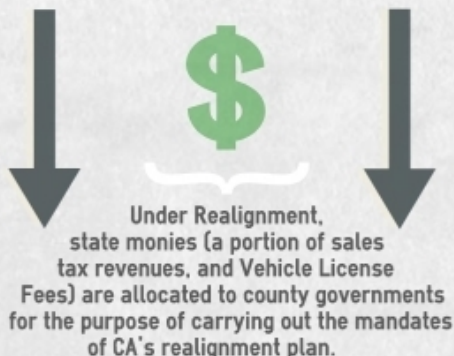 $
Under Realignment,
state monies (a portion of sales
tax revenues, and Vehicle License
Fees) are allocated to county governments
for the purpose of carrying out the mandates
of CA's realignment plan.